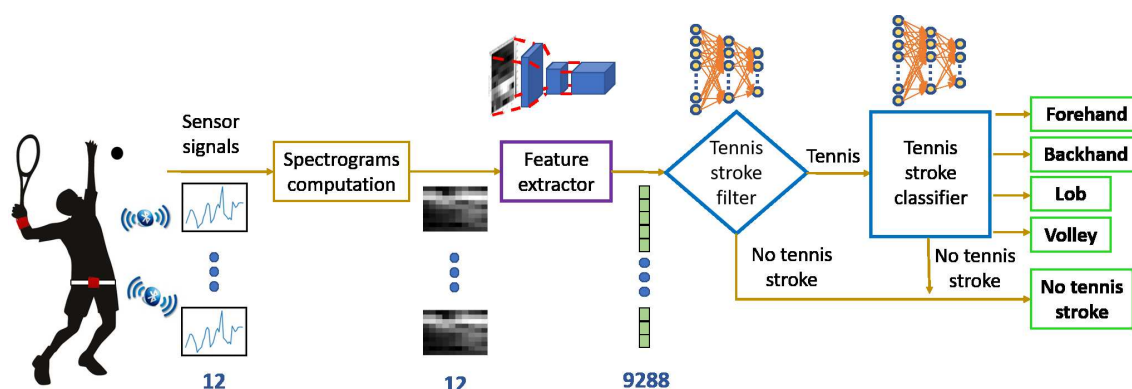 Sensor
signals
Spectrograms
computation
Feature
extractor
Tennis
stroke
filter
Tennis
Tennis
stroke
classifier
Forehand
Backhand
Lob
Volley
No tennis
stroke
No tennis
stroke
No tennis
stroke
12
12
9288